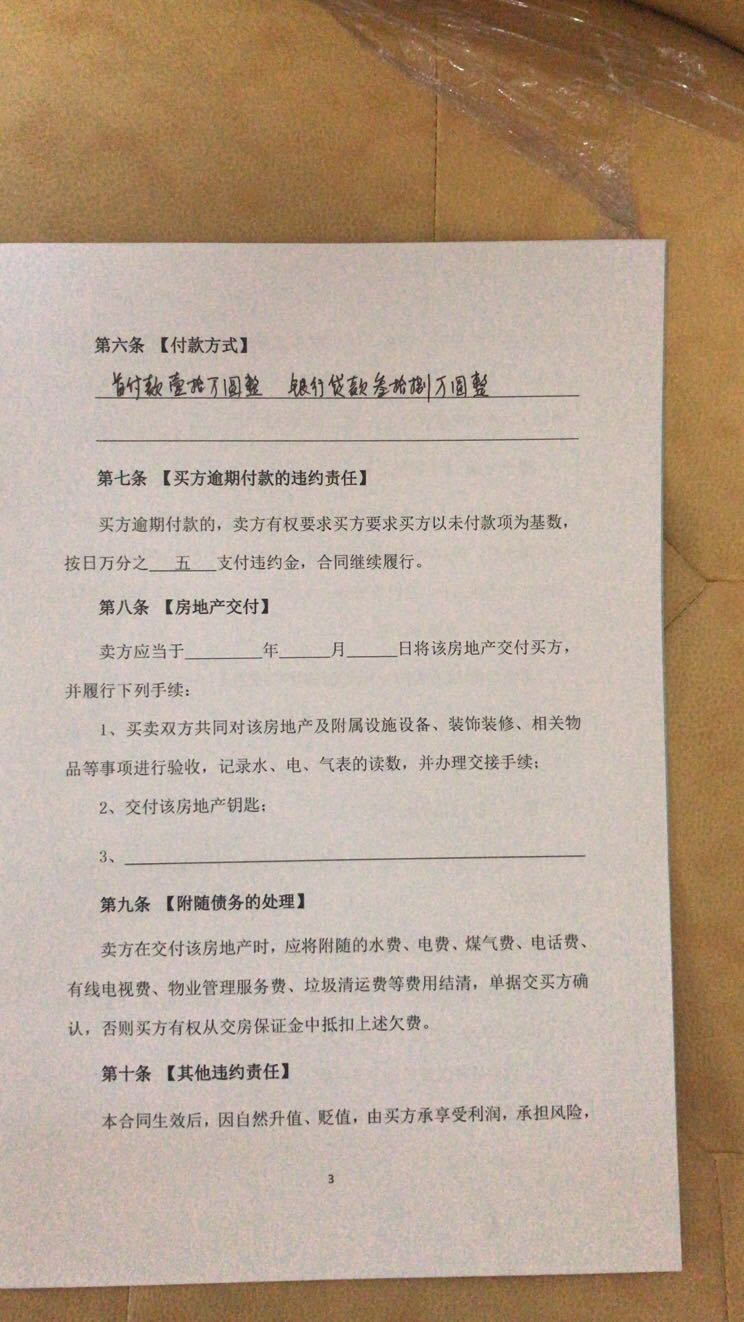 第六条 【付款方式】
首付款壹拾万圆整 银行贷款叁拾捌万圆整
第七条 【买方逾期付款的违约责任】
买方逾期付款的，卖方有权要求买方要求买方以未付款项为基数，
按日万分之 五 支付违约金，合同继续履行。
第八条 【房地产交付】
卖方应当于________年_____月_____日将该房地产交付买方，
并履行下列手续：
1、买卖双方共同对该房地产及附属设施设备、装饰装修、相关物
品等事项进行验收，记录水、电、气表的读数，并办理交接手续；
2、交付该房地产钥匙；
3、
第九条 【附随债务的处理】
卖方在交付该房地产时，应将附随的水费、电费、煤气费、电话费、
有线电视费、物业管理服务费、垃圾清运费等费用结清，单据交买方确
认，否则买方有权从交房保证金中抵扣上述欠费。
第十条 【其他违约责任】
本合同生效后，因自然升值、贬值，由买方承享受利润，承担风险，
3